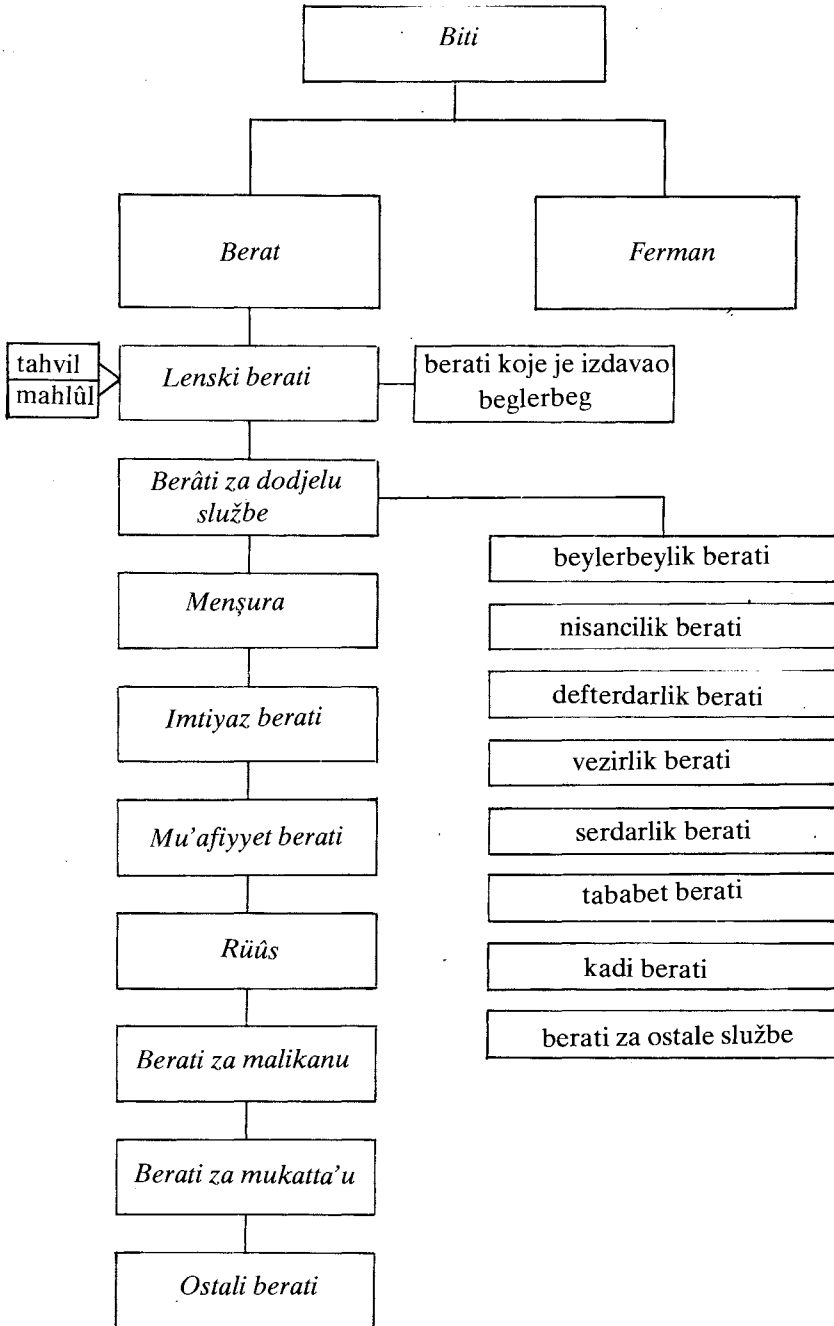 Biti
Berat
Ferman
tahvil
mahlûl
Lenski berati
berati koje je izdavao
beglerbeg
Berâti za dodjelu
službe
beylerbeylik berati
Menşura
nisancilik berati
Imtiyaz berati
defterdarlik berati
vezirlik berati
Mu’afiyyet berati
serdarlik berati
tababet berati
Rüûs
kadi berati
berati za ostale službe
Berati za malikanu
Berati za mukatta’u
Ostali berati